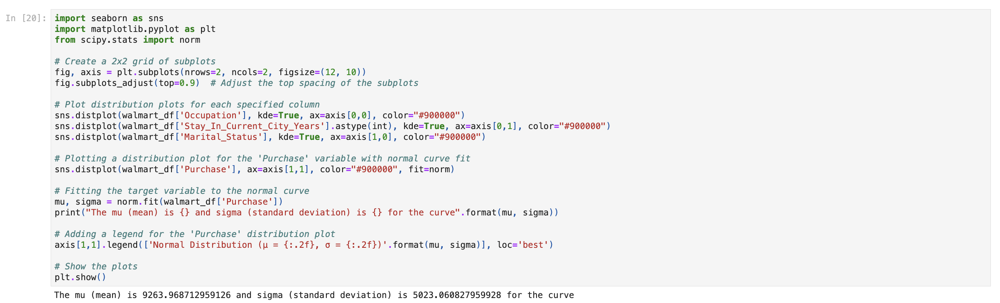 In [20]:
import seaborn as sns
import matplotlib.pyplot as plt
from scipy.stats import norm
# Create a 2x2 grid of subplots
fig, axis = plt.subplots(nrows=2, ncols=2, figsize=(12, 10))
fig.subplots_adjust(top=0.9)  # Adjust the top spacing of the subplots
# Plot distribution plots for each specified column
sns.distplot(walmart_df['Occupation'], kde=True, ax=axis[0,0], color="#900000")
sns.distplot(walmart_df['Stay_In_Current_City_Years'].astype(int), kde=True, ax=axis[0,1], color="#900000")
sns.distplot(walmart_df['Marital_Status'], kde=True, ax=axis[1,0], color="#900000")
# Plotting a distribution plot for the 'Purchase' variable with normal curve fit
sns.distplot(walmart_df['Purchase'], ax=axis[1,1], color="#900000", fit=norm)
# Fitting the target variable to the normal curve
mu, sigma = norm.fit(walmart_df['Purchase'])
print("The mu (mean) is {} and sigma (standard deviation) is {} for the curve".format(mu, sigma))
# Adding a legend for the 'Purchase' distribution plot
axis[1,1].legend(['Normal Distribution (μ = {:.2f}, σ = {:.2f})'.format(mu, sigma)], loc='best')
# Show the plots
plt.show()
The mu (mean) is 9263.968712959126 and sigma (standard deviation) is 5023.060827959928 for the curve